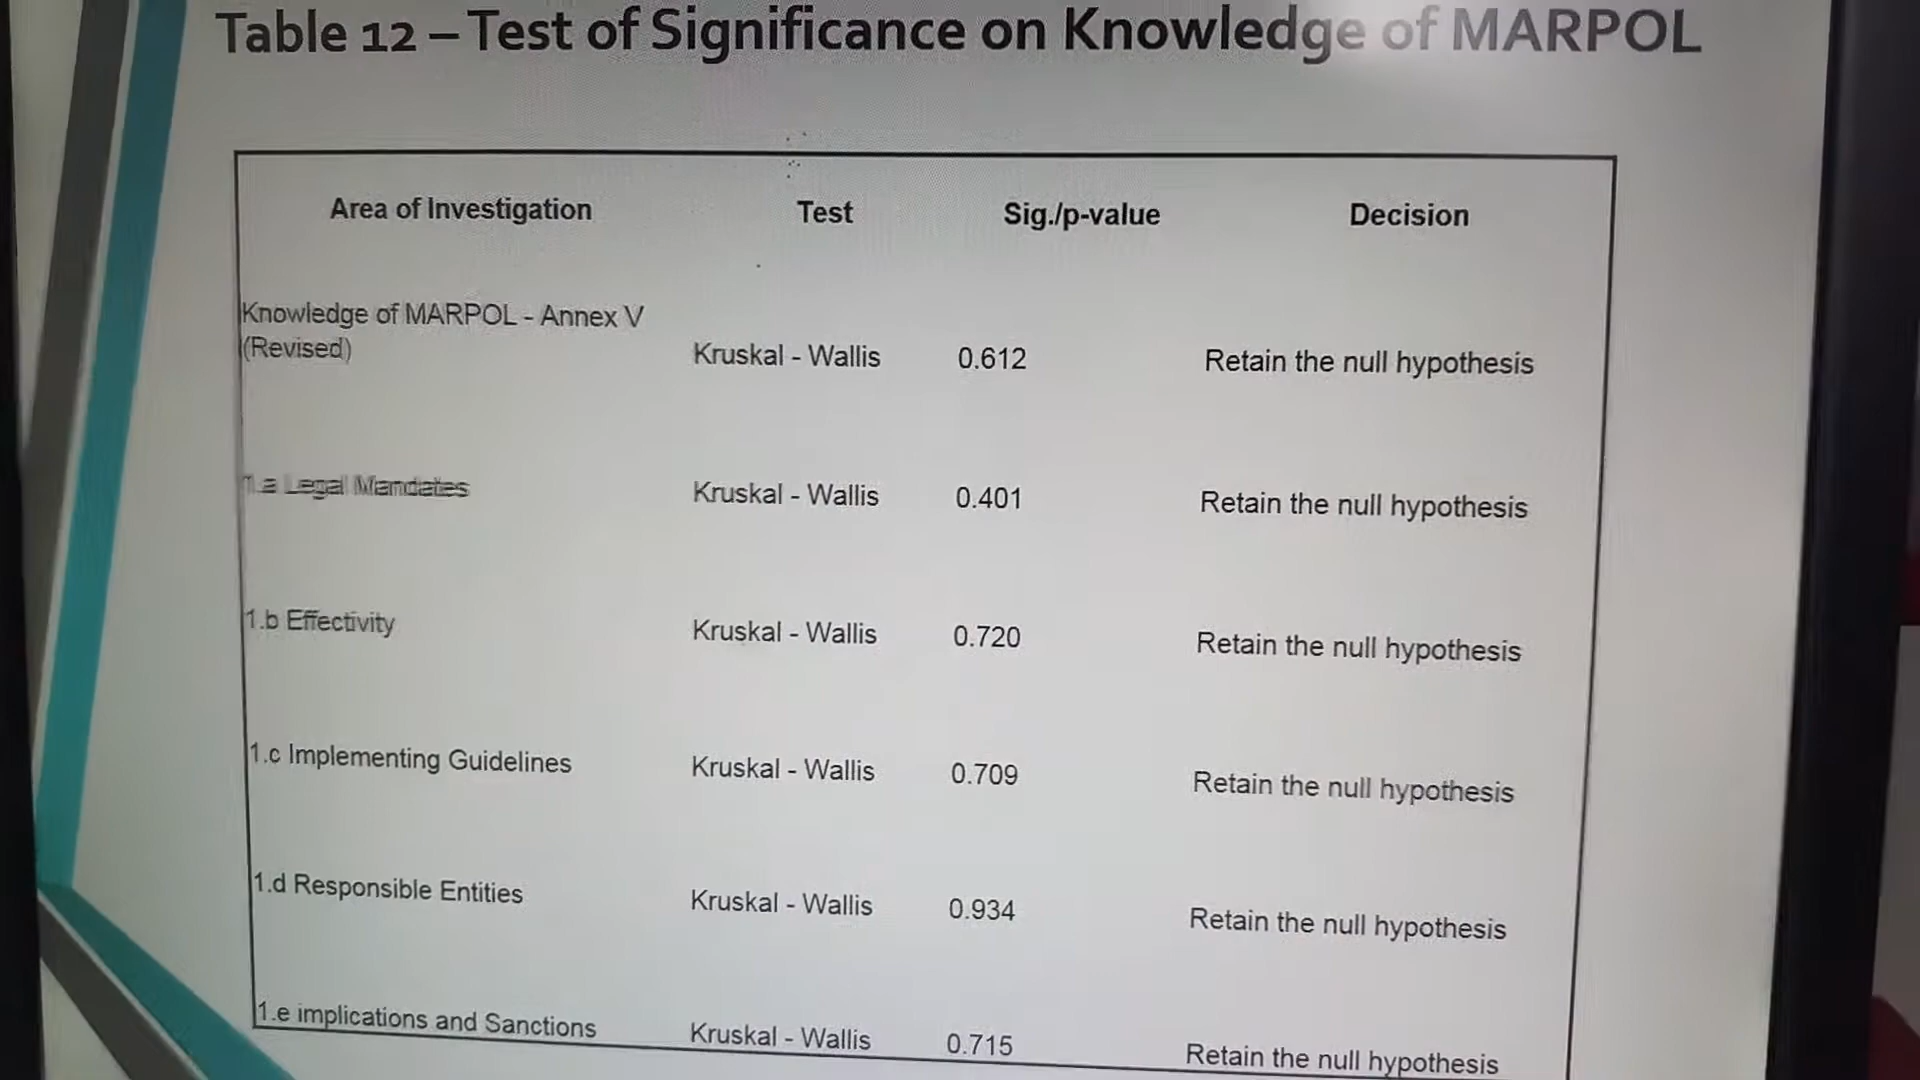 Table 12 – Test of Significance on Knowledge of MARPOL
Area of Investigation Test Sig./p-value Decision
Knowledge of MARPOL - Annex V
(Revised) Kruskal - Wallis 0.612 Retain the null hypothesis
1.a Legal Mandates Kruskal - Wallis 0.401 Retain the null hypothesis
1.b Effectivity Kruskal - Wallis 0.720 Retain the null hypothesis
1.c Implementing Guidelines Kruskal - Wallis 0.709 Retain the null hypothesis
1.d Responsible Entities Kruskal - Wallis 0.934 Retain the null hypothesis
1.e implications and Sanctions Kruskal - Wallis 0.715 Retain the null hypothesis